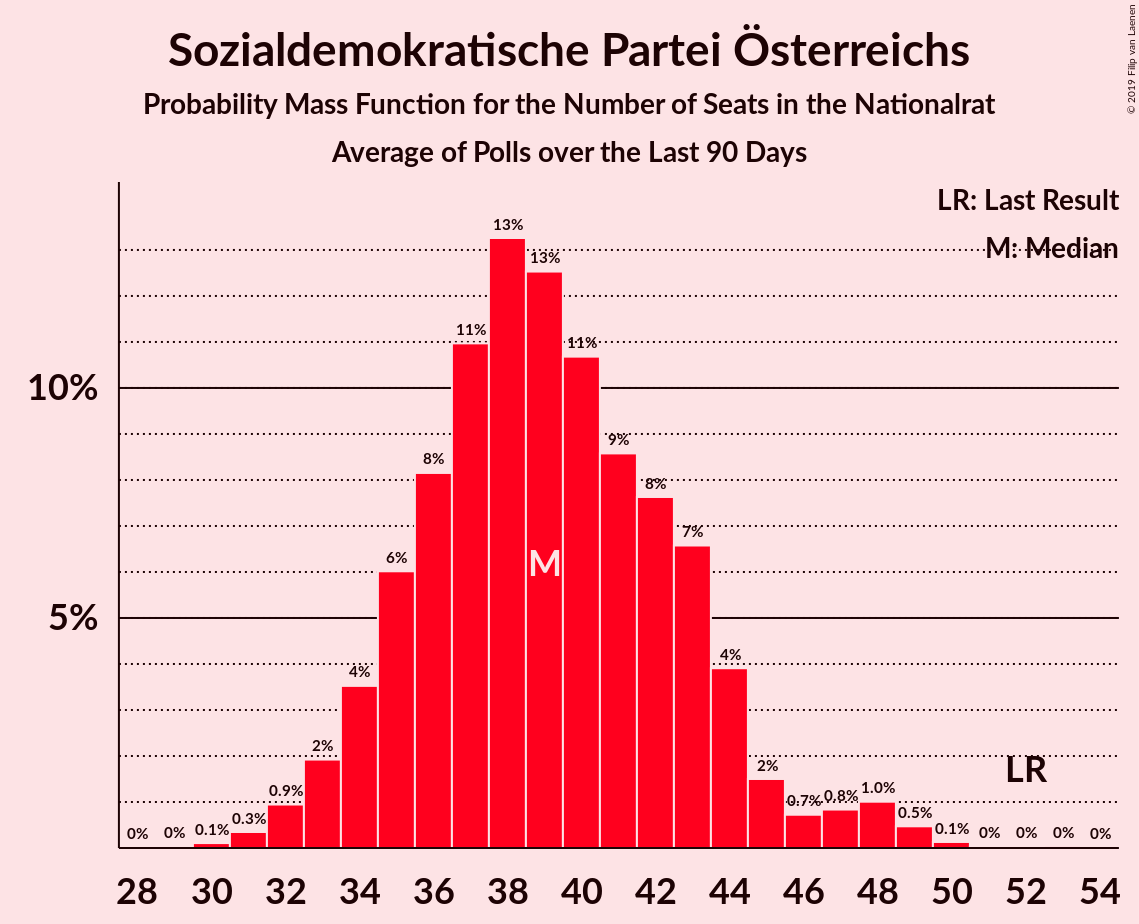 Sozialdemokratische Partei Österreichs
Probability Mass Function for the Number of Seats in the Nationalrat
Average of Polls over the Last 90 Days
© 2019 Filip van Laenen
LR: Last Result
M: Median
10%
5%
0% 0% 0.1% 0.3% 0.9% 2% 4% 6% 8% 11% 13% 13% 11% 9% 8% 7% 4% 2% 0.7% 0.8% 1.0% 0.5% 0.1% 0% 0% 0% 0%
M
LR
28 30 32 34 36 38 40 42 44 46 48 50 52 54